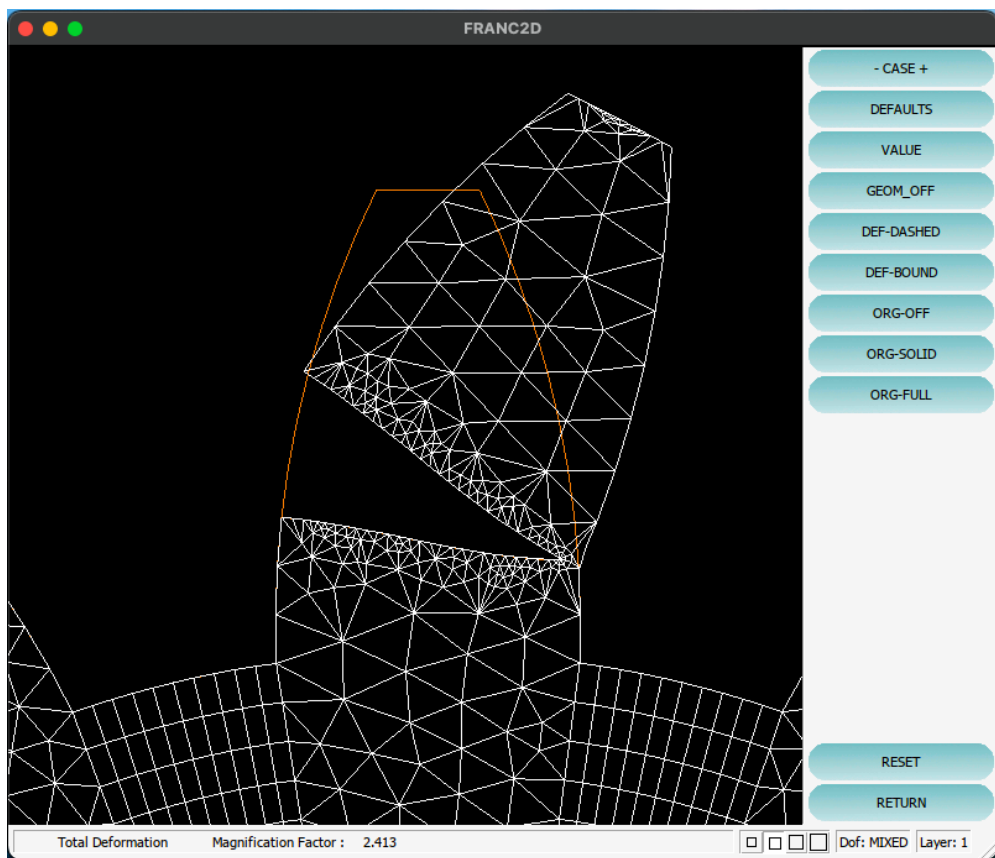 FRANC2D
- CASE +
DEFAULTS
VALUE
GEOM_OFF
DEF-DASHED
DEF-BOUND
ORG-OFF
ORG-SOLID
ORG-FULL
RESET
RETURN
Total Deformation Magnification Factor : 2.413 Dof: MIXED Layer: 1